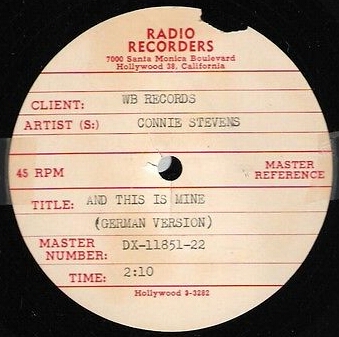 RADIO
RECORDERS
7000 Santa Monica Boulevard
Hollywood 38, California
CLIENT: WB RECORDS
ARTIST (S): CONNIE STEVENS
45 RPM
MASTER
REFERENCE
TITLE: AND THIS IS MINE
(GERMAN VERSION)
MASTER
NUMBER: DX-11851-22
TIME: 2:10
Hollywood 3-3282